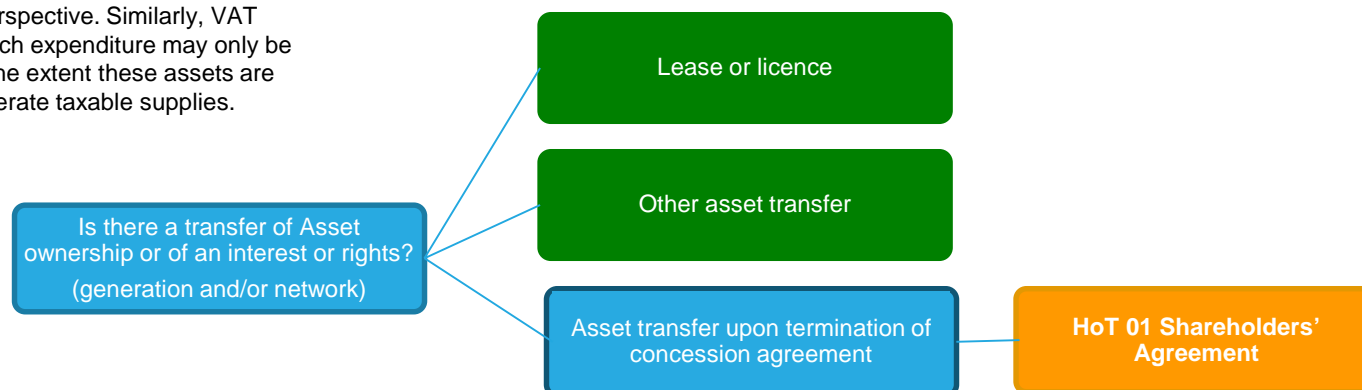 rspective. Similarly, VAT
ch expenditure may only be
ne extent these assets are
erate taxable supplies.
Lease or licence
Other asset transfer
Is there a transfer of Asset
ownership or of an interest or rights?
(generation and/or network)
Asset transfer upon termination of
concession agreement
HoT 01 Shareholders’
Agreement